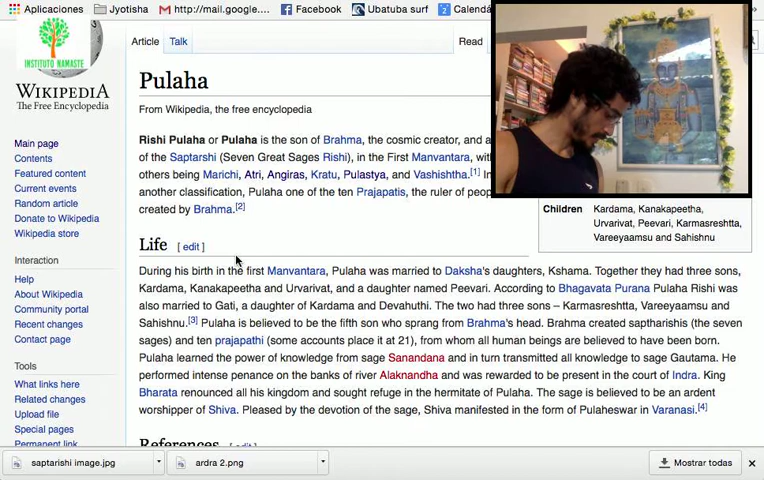 Aplicaciones Jyotisha http://mail.google.... Facebook Ubatuba surf Calendá
INSTITUTO NAMASTE
WIKIPEDIA
The Free Encyclopedia
Main page
Contents
Featured content
Current events
Random article
Donate to Wikipedia
Wikipedia store
Interaction
Help
About Wikipedia
Community portal
Recent changes
Contact page
Tools
What links here
Related changes
Upload file
Special pages
Permanent link
Article Talk Read
Pulaha
From Wikipedia, the free encyclopedia
Rishi Pulaha or Pulaha is the son of Brahma, the cosmic creator, and a
of the Saptarshi (Seven Great Sages Rishi), in the First Manvantara, wit
others being Marichi, Atri, Angiras, Kratu, Pulastya, and Vashishtha.[1] In
another classification, Pulaha one of the ten Prajapatis, the ruler of peop
created by Brahma.[2]
Children Kardama, Kanakapeetha,
Urvarivat, Peevari, Karmasreshtta,
Vareeyaamsu and Sahishnu
Life [ edit ]
During his birth in the first Manvantara, Pulaha was married to Daksha's daughters, Kshama. Together they had three sons,
Kardama, Kanakapeetha and Urvarivat, and a daughter named Peevari. According to Bhagavata Purana Pulaha Rishi was
also married to Gati, a daughter of Kardama and Devahuthi. The two had three sons – Karmasreshtta, Vareeyaamsu and
Sahishnu.[3] Pulaha is believed to be the fifth son who sprang from Brahma's head. Brahma created saptharishis (the seven
sages) and ten prajapathi (some accounts place it at 21), from whom all human beings are believed to have been born.
Pulaha learned the power of knowledge from sage Sanandana and in turn transmitted all knowledge to sage Gautama. He
performed intense penance on the banks of river Alaknandha and was rewarded to be present in the court of Indra. King
Bharata renounced all his kingdom and sought refuge in the hermitate of Pulaha. The sage is believed to be an ardent
worshipper of Shiva. Pleased by the devotion of the sage, Shiva manifested in the form of Pulaheswar in Varanasi.[4]
References [ edit ]
saptarishi image.jpg ardra 2.png Mostrar todas